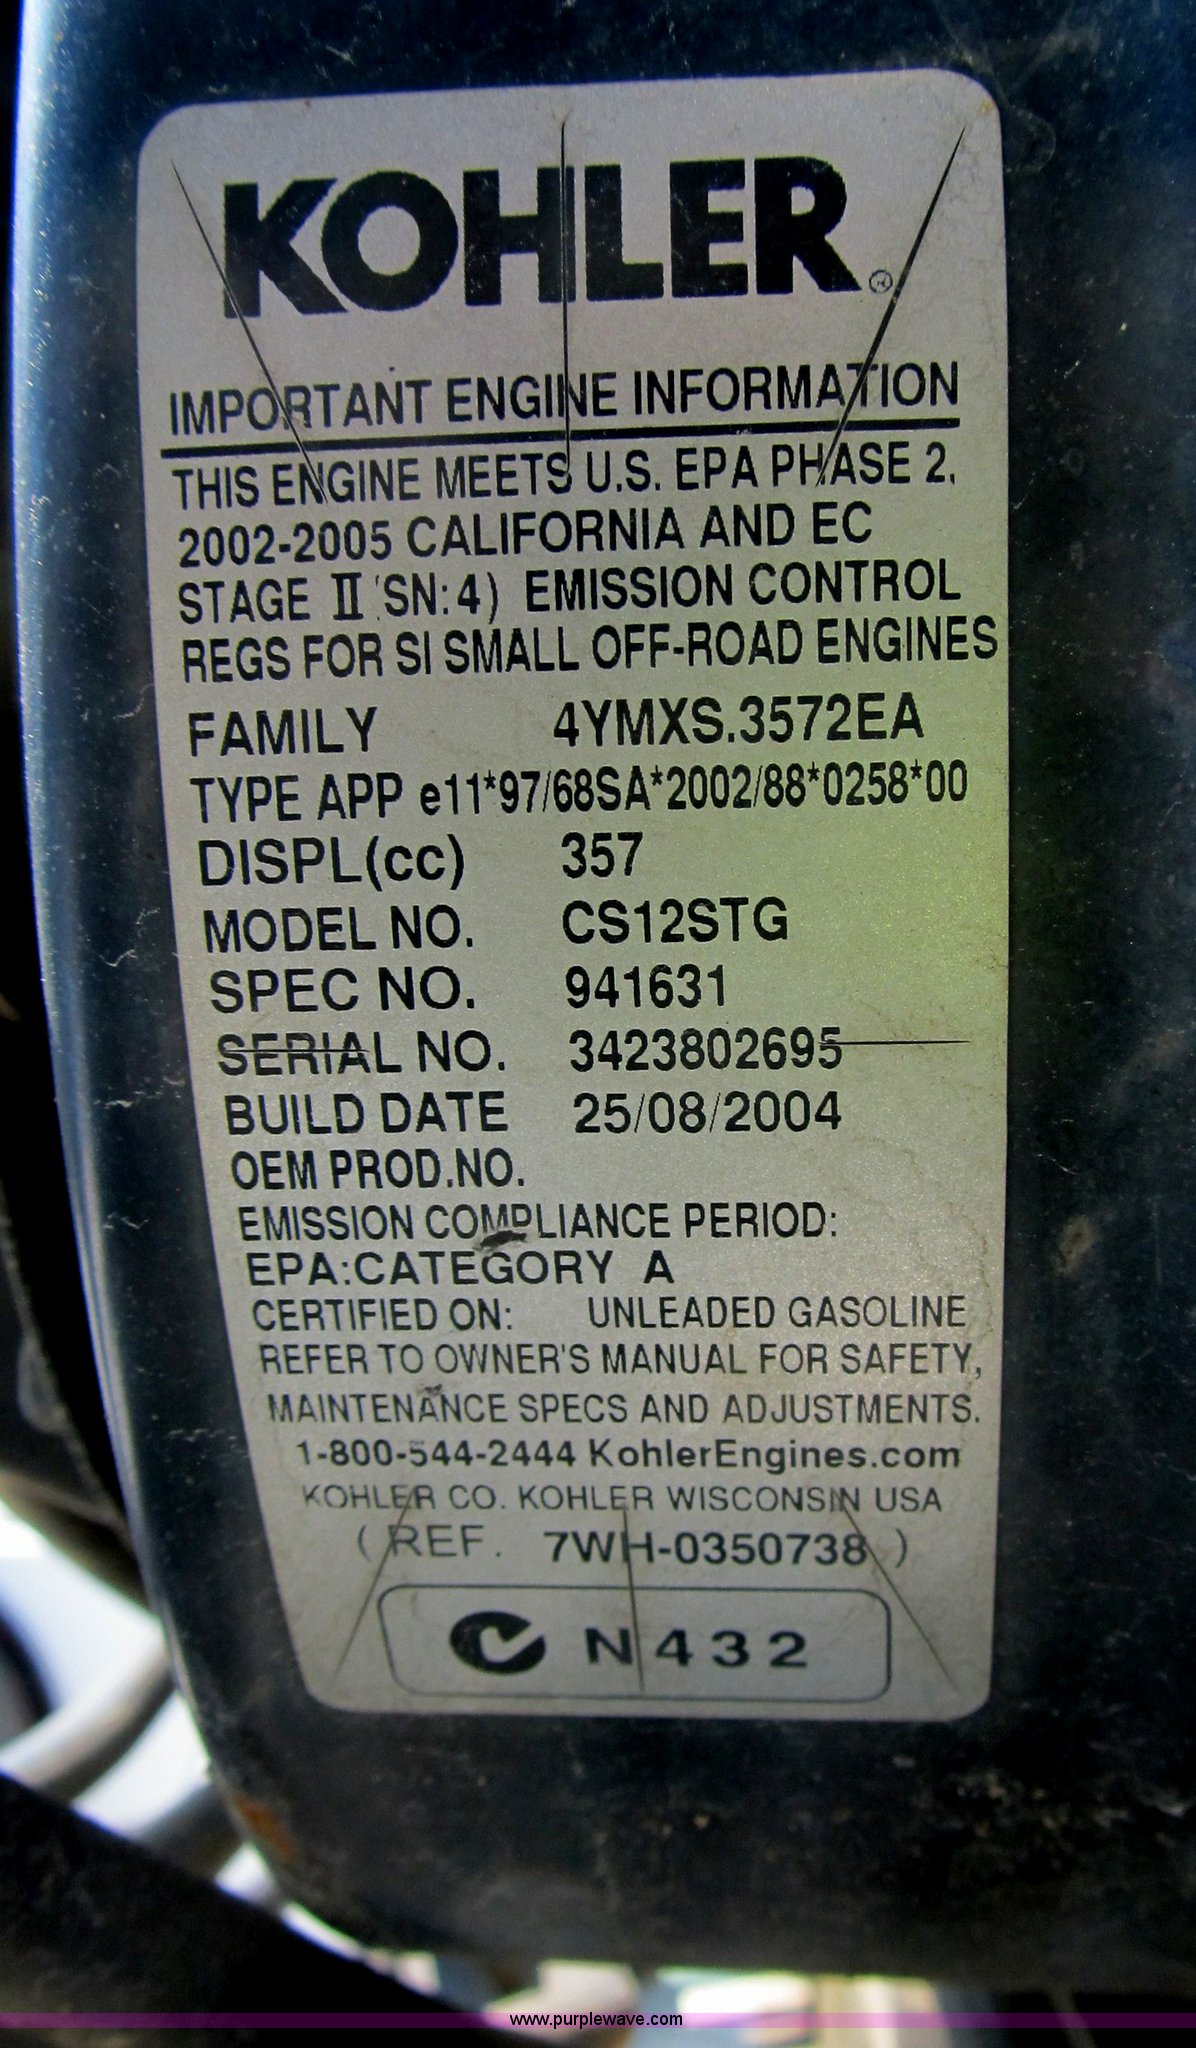 KOHLER®
IMPORTANT ENGINE INFORMATION
THIS ENGINE MEETS U.S. EPA PHASE 2,
2002-2005 CALIFORNIA AND EC
STAGE II (SN:4) EMISSION CONTROL
REGS FOR SI SMALL OFF-ROAD ENGINES
FAMILY 4YMXS.3572EA
TYPE APP e11*97/68SA*2002/88*0258*00
DISPL(cc) 357
MODEL NO. CS12STG
SPEC NO. 941631
SERIAL NO. 3423802695
BUILD DATE 25/08/2004
OEM PROD.NO.
EMISSION COMPLIANCE PERIOD:
EPA:CATEGORY A
CERTIFIED ON: UNLEADED GASOLINE
REFER TO OWNER'S MANUAL FOR SAFETY,
MAINTENANCE SPECS AND ADJUSTMENTS.
1-800-544-2444 KohlerEngines.com
KOHLER CO. KOHLER WISCONSIN USA
( REF. 7WH-0350738 )
N432
www.purplewave.com